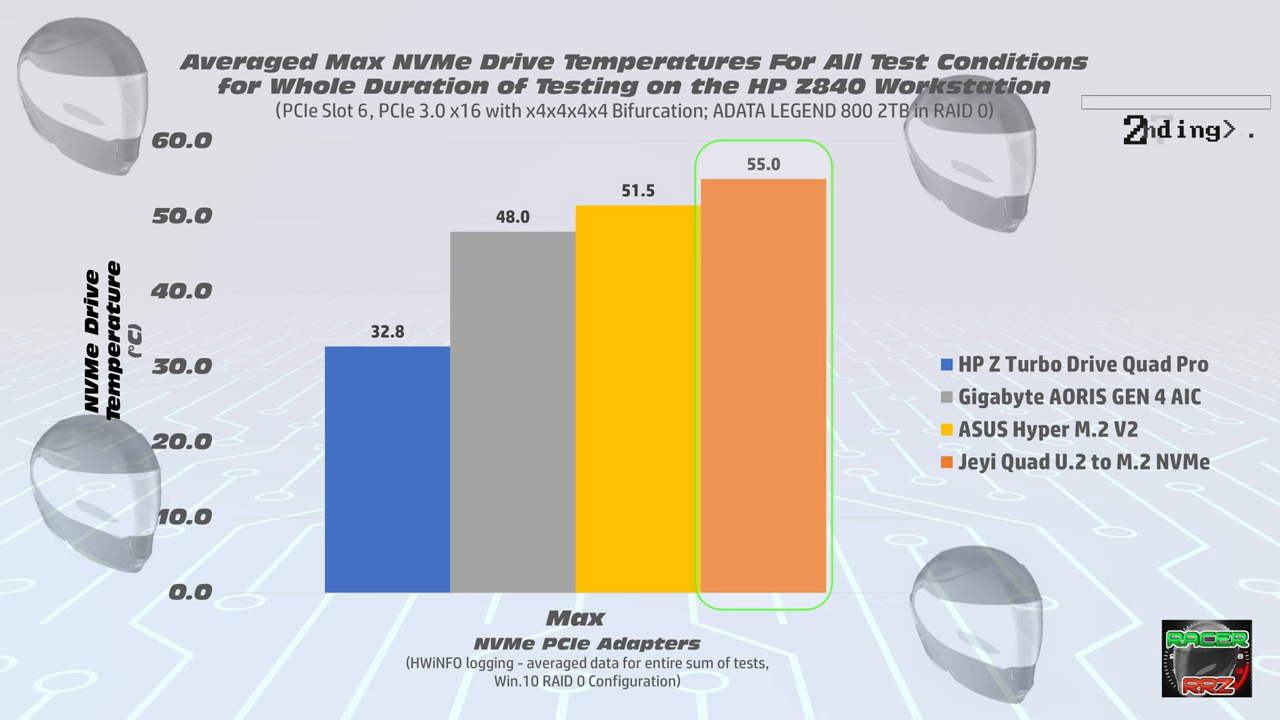 Averaged Max NVMe Drive Temperatures For All Test Conditions
for Whole Duration of Testing on the HP Z840 Workstation
(PCIe Slot 6, PCIe 3.0 x16 with x4x4x4x4 Bifurcation; ADATA LEGEND 800 2TB in RAID 0)
60.0
50.0
40.0
30.0
20.0
10.0
0.0
NVMe Drive
Temperature
(°C)
32.8
48.0
51.5
55.0
Max
NVMe PCIe Adapters
(HWiNFO logging - averaged data for entire sum of tests,
Win.10 RAID 0 Configuration)
HP Z Turbo Drive Quad Pro
Gigabyte AORIS GEN 4 AIC
ASUS Hyper M.2 V2
Jeyi Quad U.2 to M.2 NVMe
RACER
RRZ